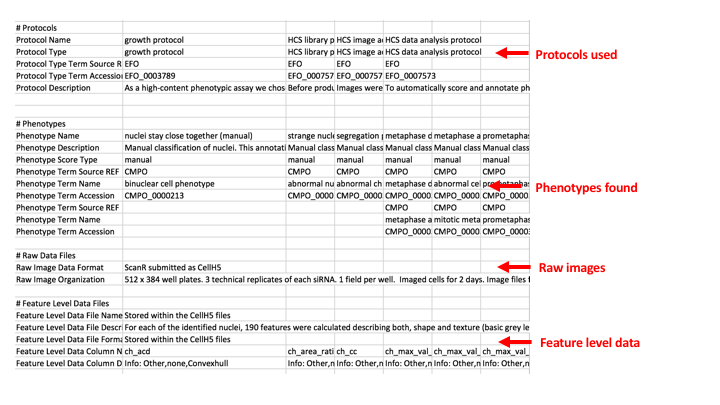 # Protocols
Protocol Name growth protocol HCS library p HCS image a HCS data analysis protocol
Protocol Type growth protocol HCS library p HCS image a HCS data analysis protocol
Protocols used
Protocol Type Term Source R EFO EFO EFO EFO
Protocol Type Term Accession EFO_0003789 EFO_000757 EFO_000757 EFO_0007573
Protocol Description As a high-content phenotypic assay we chos Before produ Images were To automatically score and annotate ph
# Phenotypes
Phenotype Name nuclei stay close together (manual) strange nucl segregation p metaphase d metaphase a prometaphas
Phenotype Description Manual classification of nuclei. This annotati Manual class Manual class Manual class Manual class Manual class
Phenotype Score Type manual manual manual manual manual manual
Phenotype Term Source REF CMPO CMPO CMPO CMPO CMPO CMPO
Phenotype Term Name binuclear cell phenotype abnormal nu abnormal ch metaphase d abnormal cel prometaphas
Phenotypes found
Phenotype Term Accession CMPO_0000213 CMPO_0000 CMPO_0000 CMPO_0000 CMPO_0000 CMPO_0000
Phenotype Term Source REF CMPO CMPO CMPO
Phenotype Term Name metaphase a mitotic meta prometaphas
Phenotype Term Accession CMPO_0000 CMPO_0000 CMPO_0000
# Raw Data Files
Raw Image Data Format ScanR submitted as CellH5
Raw images
Raw Image Organization 512 x 384 well plates. 3 technical replicates of each siRNA. 1 field per well. Imaged cells for 2 days. Image files f
# Feature Level Data Files
Feature Level Data File Name Stored within the CellH5 files
Feature Level Data File Descri For each of the identified nuclei, 190 features were calculated describing both, shape and texture (basic grey le
Feature Level Data File Forma Stored within the CellH5 files
Feature level data
Feature Level Data Column N ch_acd ch_area_rati ch_cc ch_max_val_ ch_max_val_ ch_max_val_
Feature Level Data Column D Info: Other,none,Convexhull Info: Other,n Info: Other,n Info: Other,n Info: Other,n Info: Other,n